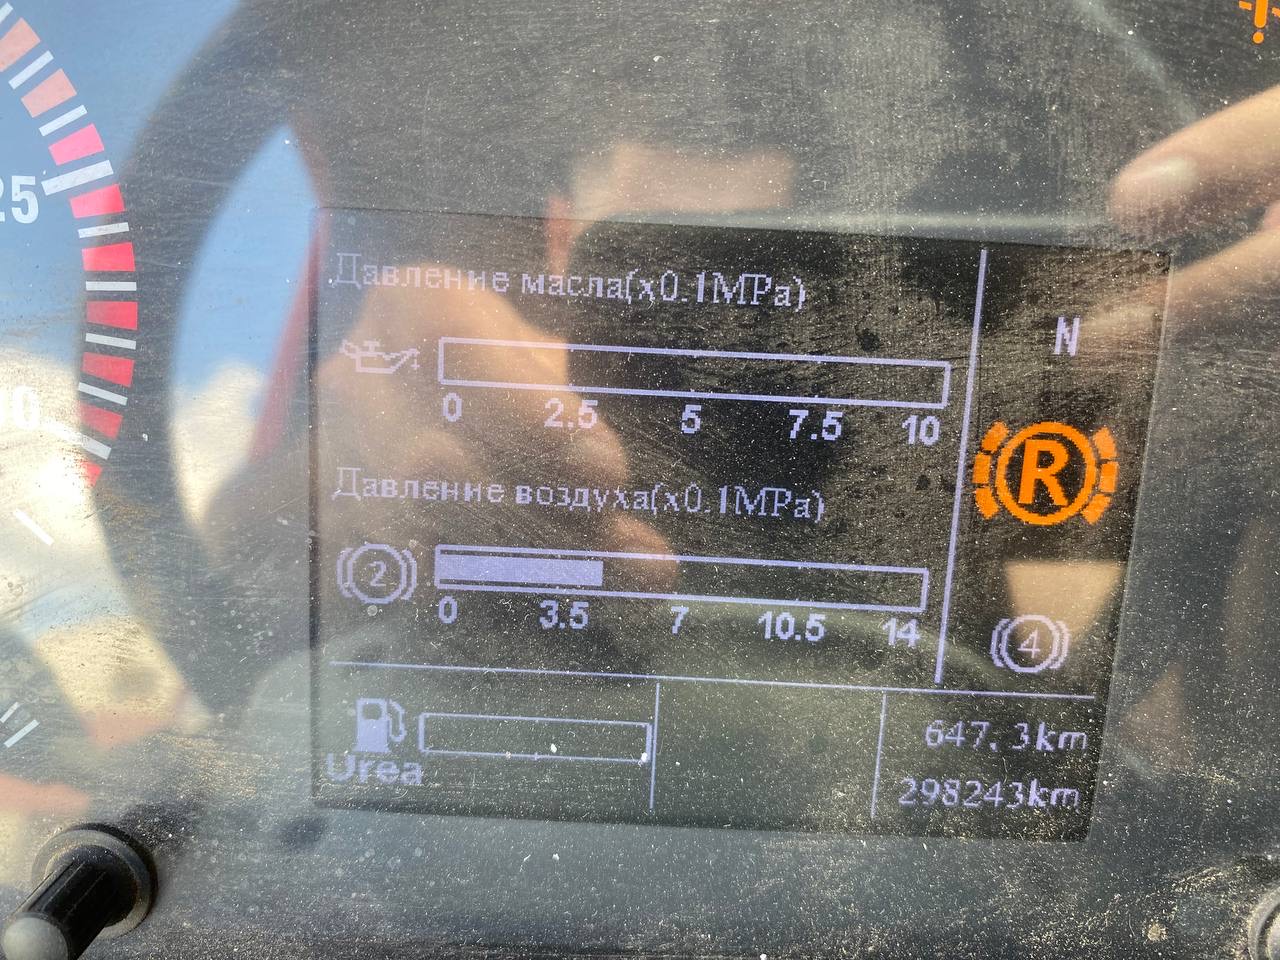 25
Давление масла(x0.1MPa)
N
0 2.5 5 7.5 10
R
Давление воздуха(x0.1MPa)
2
0 3.5 7 10.5 14
4
647.3km
Urea
298243km